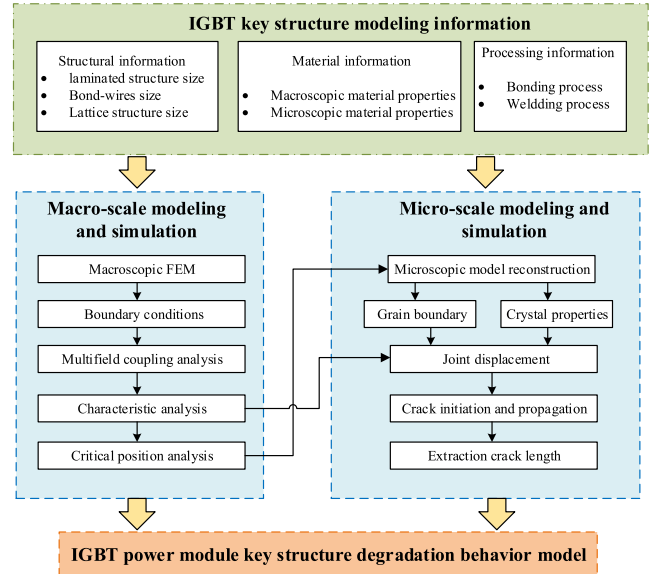 IGBT key structure modeling information
Structural information
• laminated structure size
• Bond-wires size
• Lattice structure size
Material information
• Macroscopic material properties
• Microscopic material properties
Processing information
• Bonding process
• Weldding process
Macro-scale modeling
and simulation
Macroscopic FEM
Boundary conditions
Multifield coupling analysis
Characteristic analysis
Critical position analysis
Micro-scale modeling and
simulation
Microscopic model reconstruction
Grain boundary
Crystal properties
Joint displacement
Crack initiation and propagation
Extraction crack length
IGBT power module key structure degradation behavior model